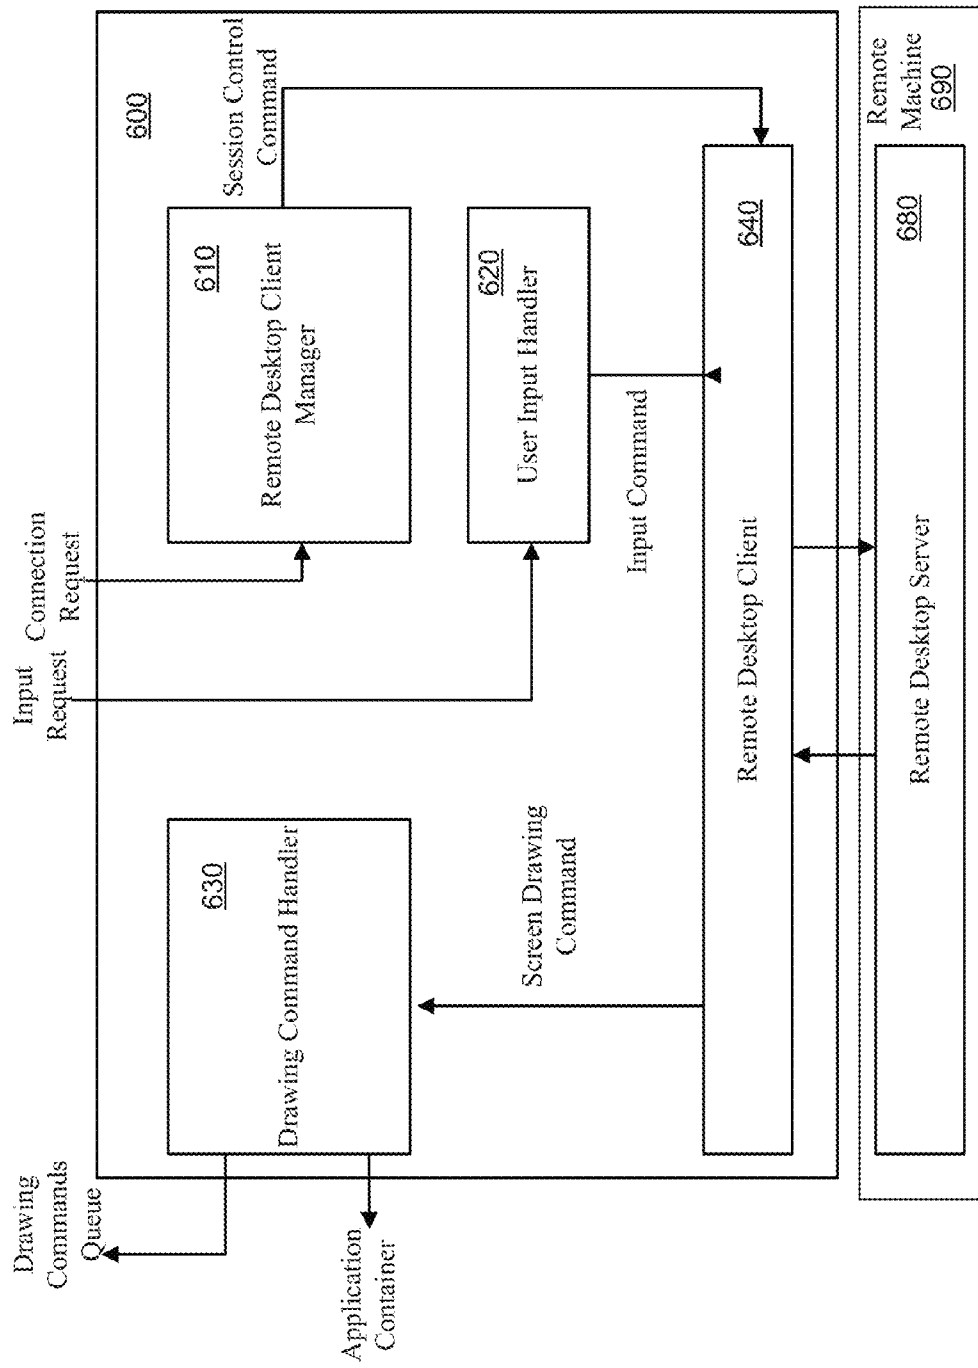 Drawing
Commands
Queue
Input
Request
Connection
Request
600
Application
Container
630
Drawing Command Handler
610
Remote Desktop Client
Manager
Session Control
Command
620
User Input Handler
Screen Drawing
Command
Input Command
640
Remote Desktop Client
Remote
Machine
690
680
Remote Desktop Server